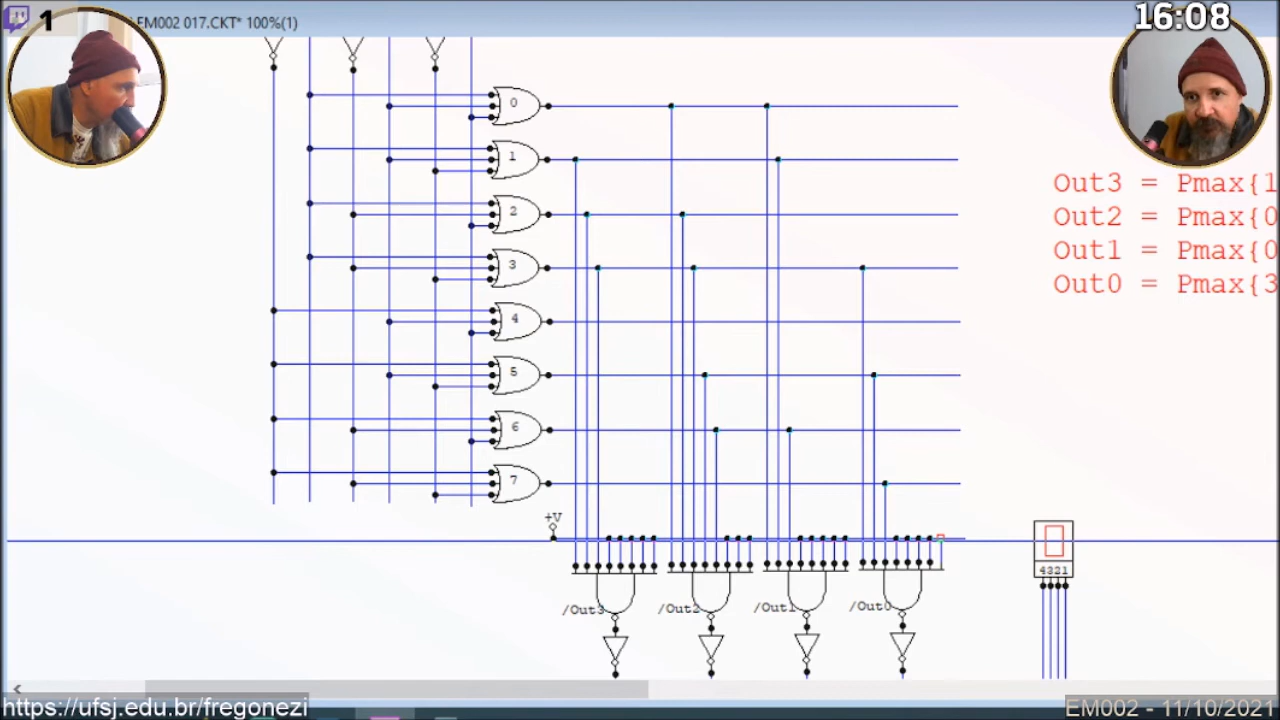 1 EM002 017.CKT* 100%(1)
16:08
0
1
2
3
4
5
6
7
Out3 = Pmax{1
Out2 = Pmax{0
Out1 = Pmax{0
Out0 = Pmax{3
+V
4321
/Out3 /Out2 /Out1 /Out0
https://ufsj.edu.br/fregonezi
EM002 - 11/10/2021